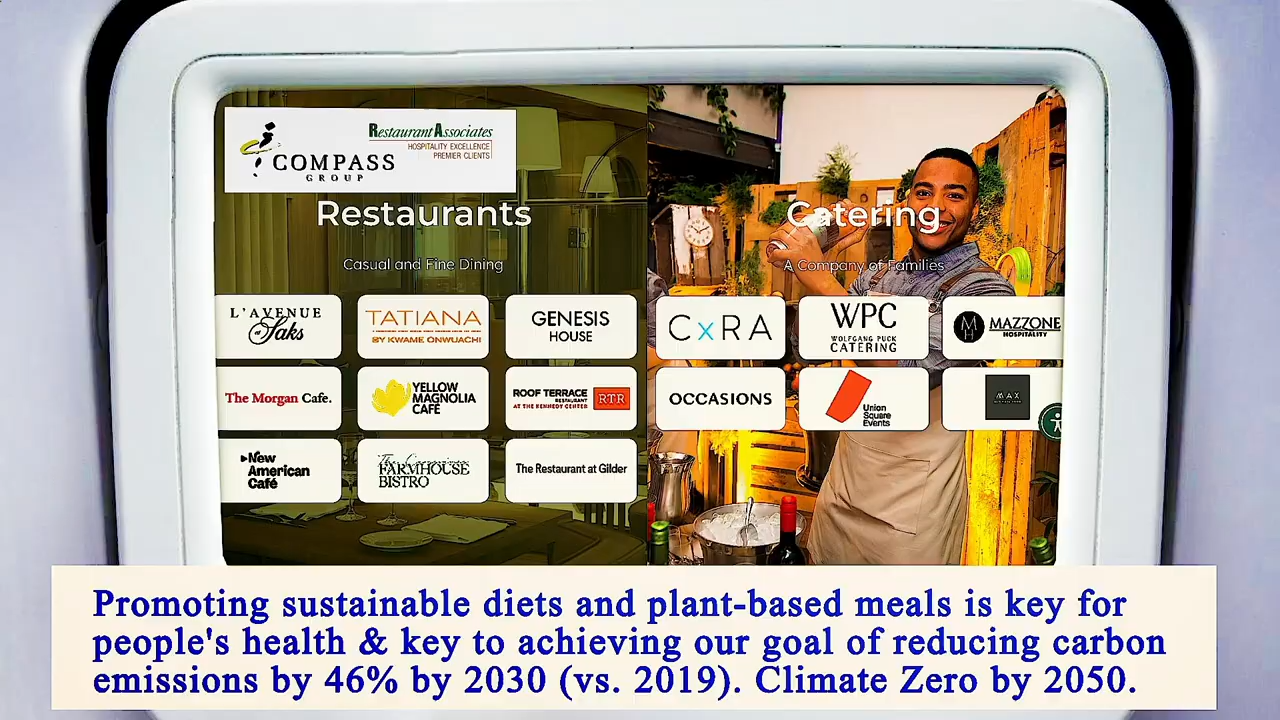 COMPASS
GROUP
Restaurant Associates
HOSPITALITY EXCELLENCE
PREMIER CLIENTS
Restaurants
Casual and Fine Dining
L'AVENUE
Saks
TATIANA
BY KWAME ONWUACHI
GENESIS
HOUSE
The Morgan Cafe.
YELLOW
MAGNOLIA
CAFÉ
ROOF TERRACE
RESTAURANT
AT THE KENNEDY CENTER
RTR
New
American
Café
FARMHOUSE
BISTRO
The Restaurant at Gilder
Catering
A Company of Families
CxRA
WPC
WOLFGANG PUCK
CATERING
MH
MAZZONE
HOSPITALITY
OCCASIONS
Union
Square
Events
MAX
Promoting sustainable diets and plant-based meals is key for
people's health & key to achieving our goal of reducing carbon
emissions by 46% by 2030 (vs. 2019). Climate Zero by 2050.